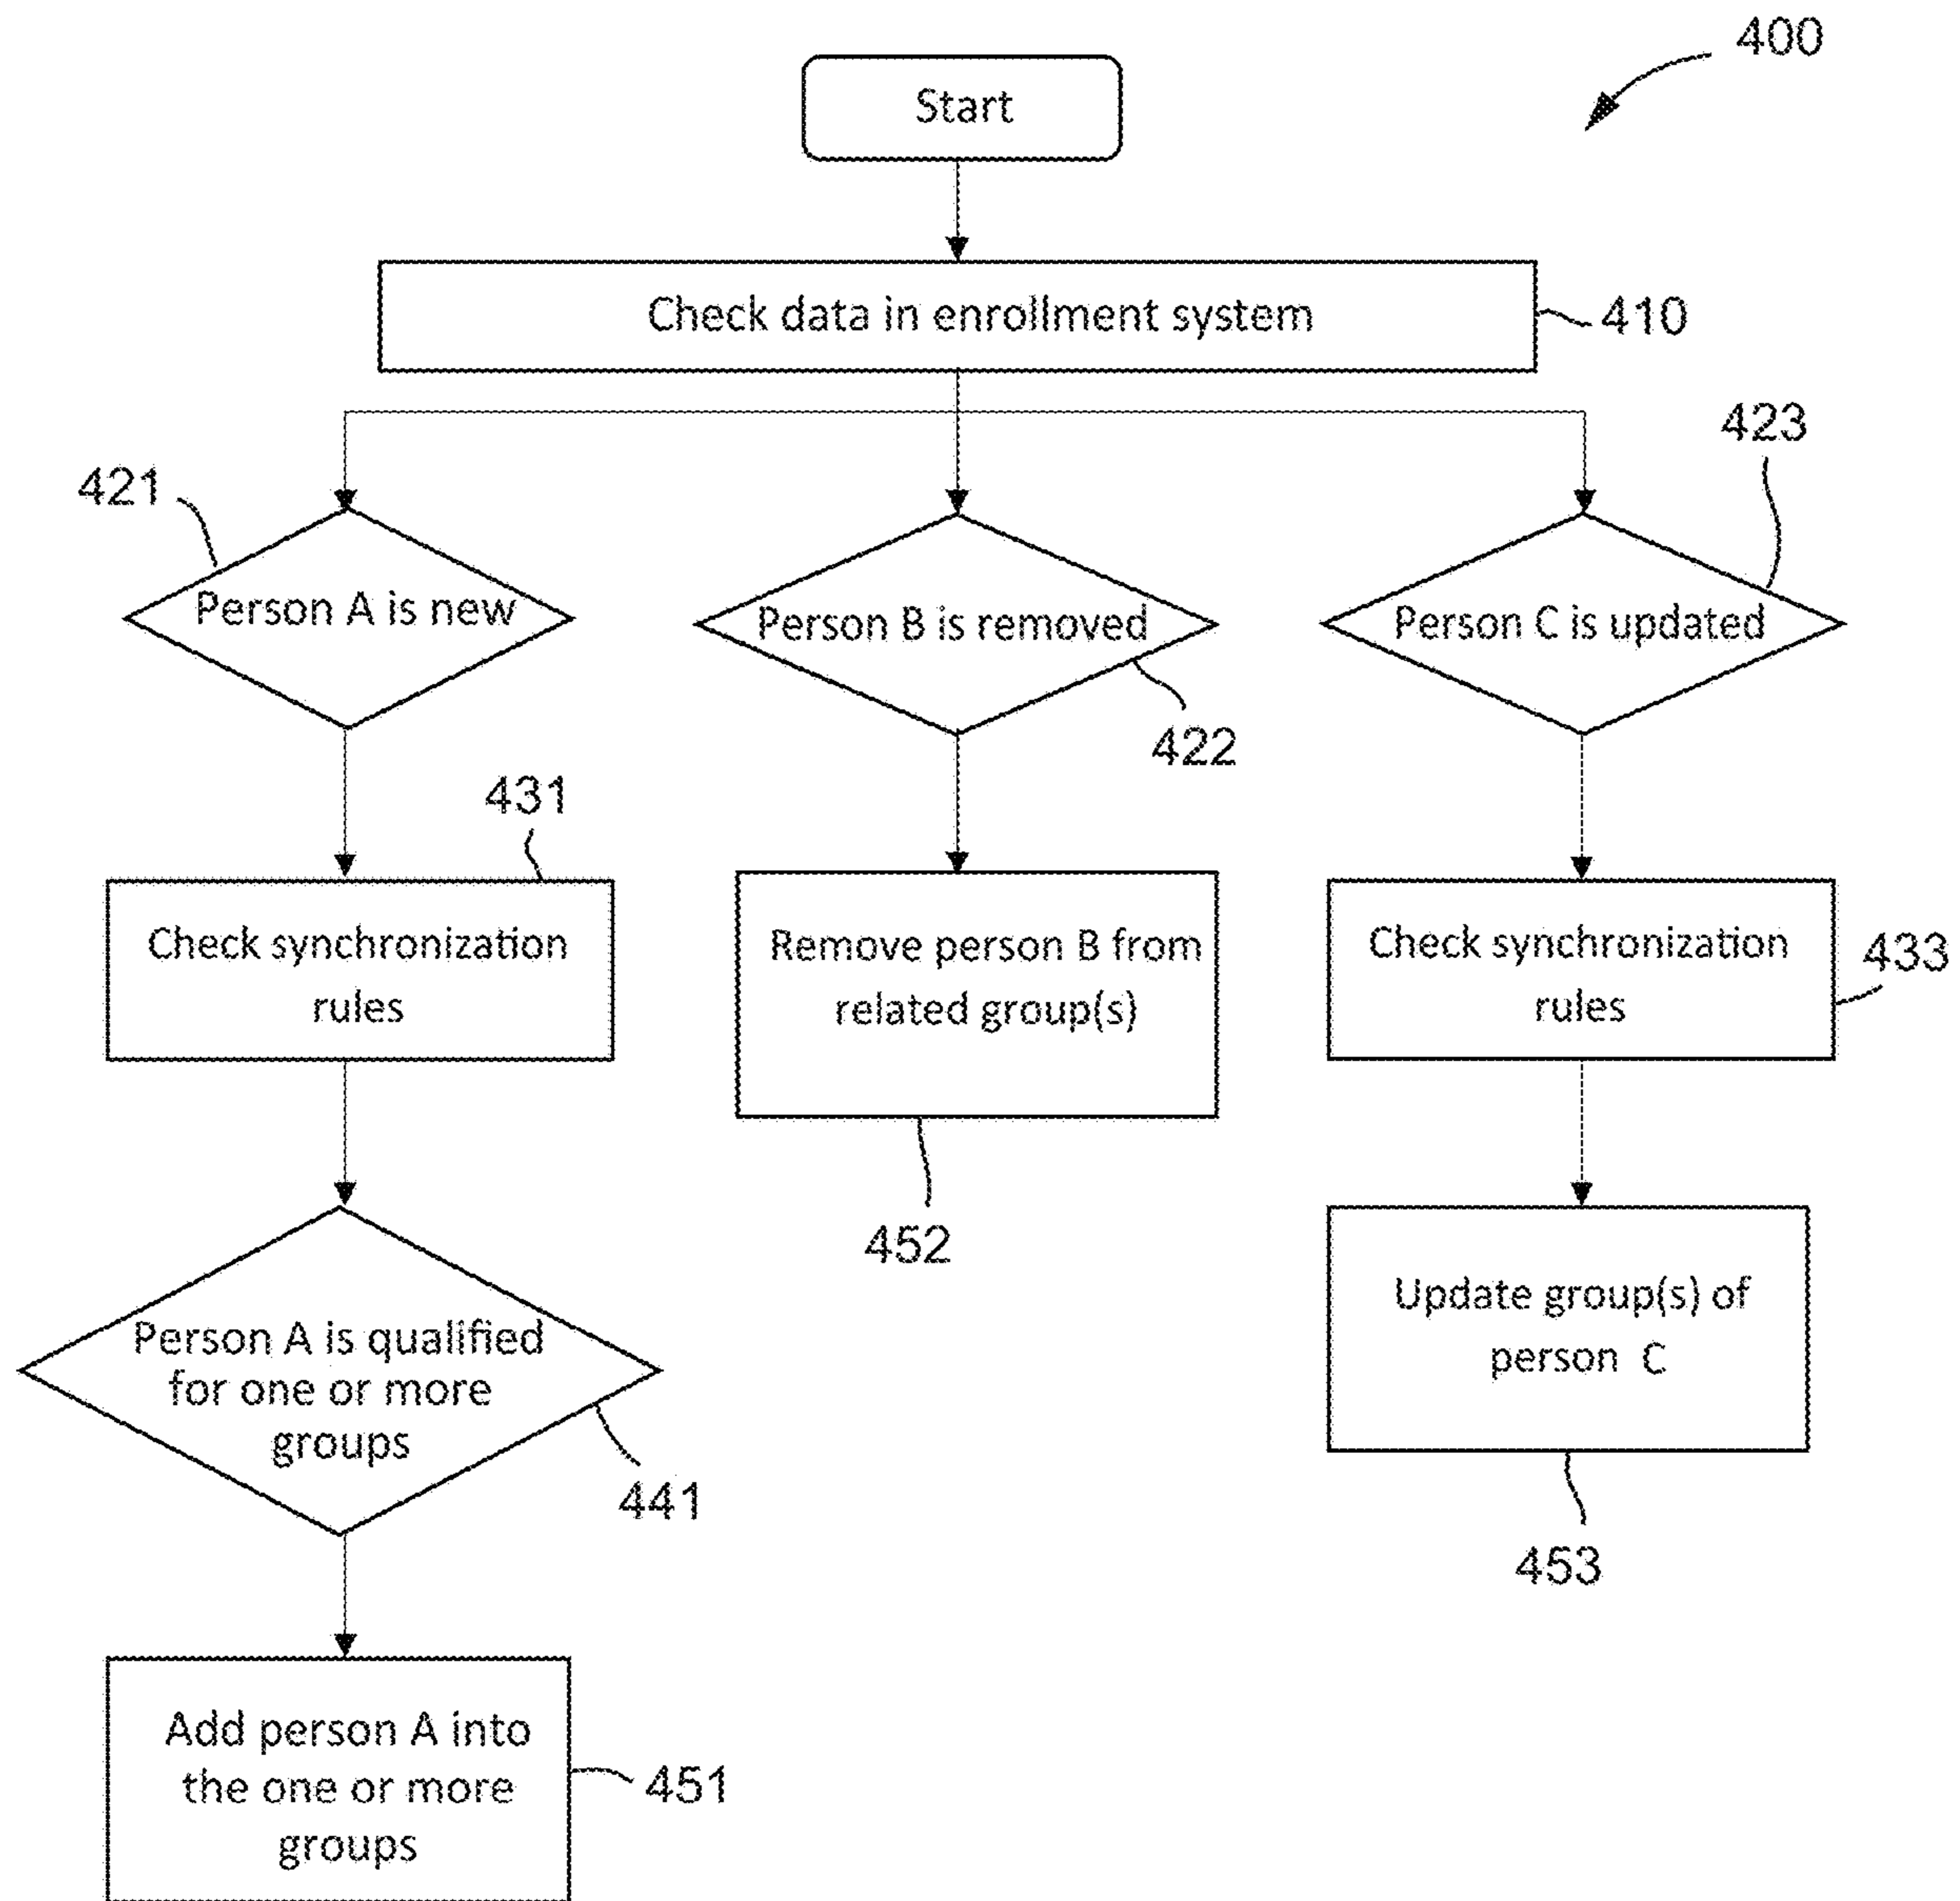 400
Start
Check data in enrollment system
410
423
421
Person A is new
Person B is removed
Person C is updated
422
431
Check synchronization
rules
Remove person B from
related group(s)
Check synchronization
rules
433
452
Person A is qualified
for one or more
groups
441
Update group(s) of
person C
453
Add person A into
the one or more
groups
451